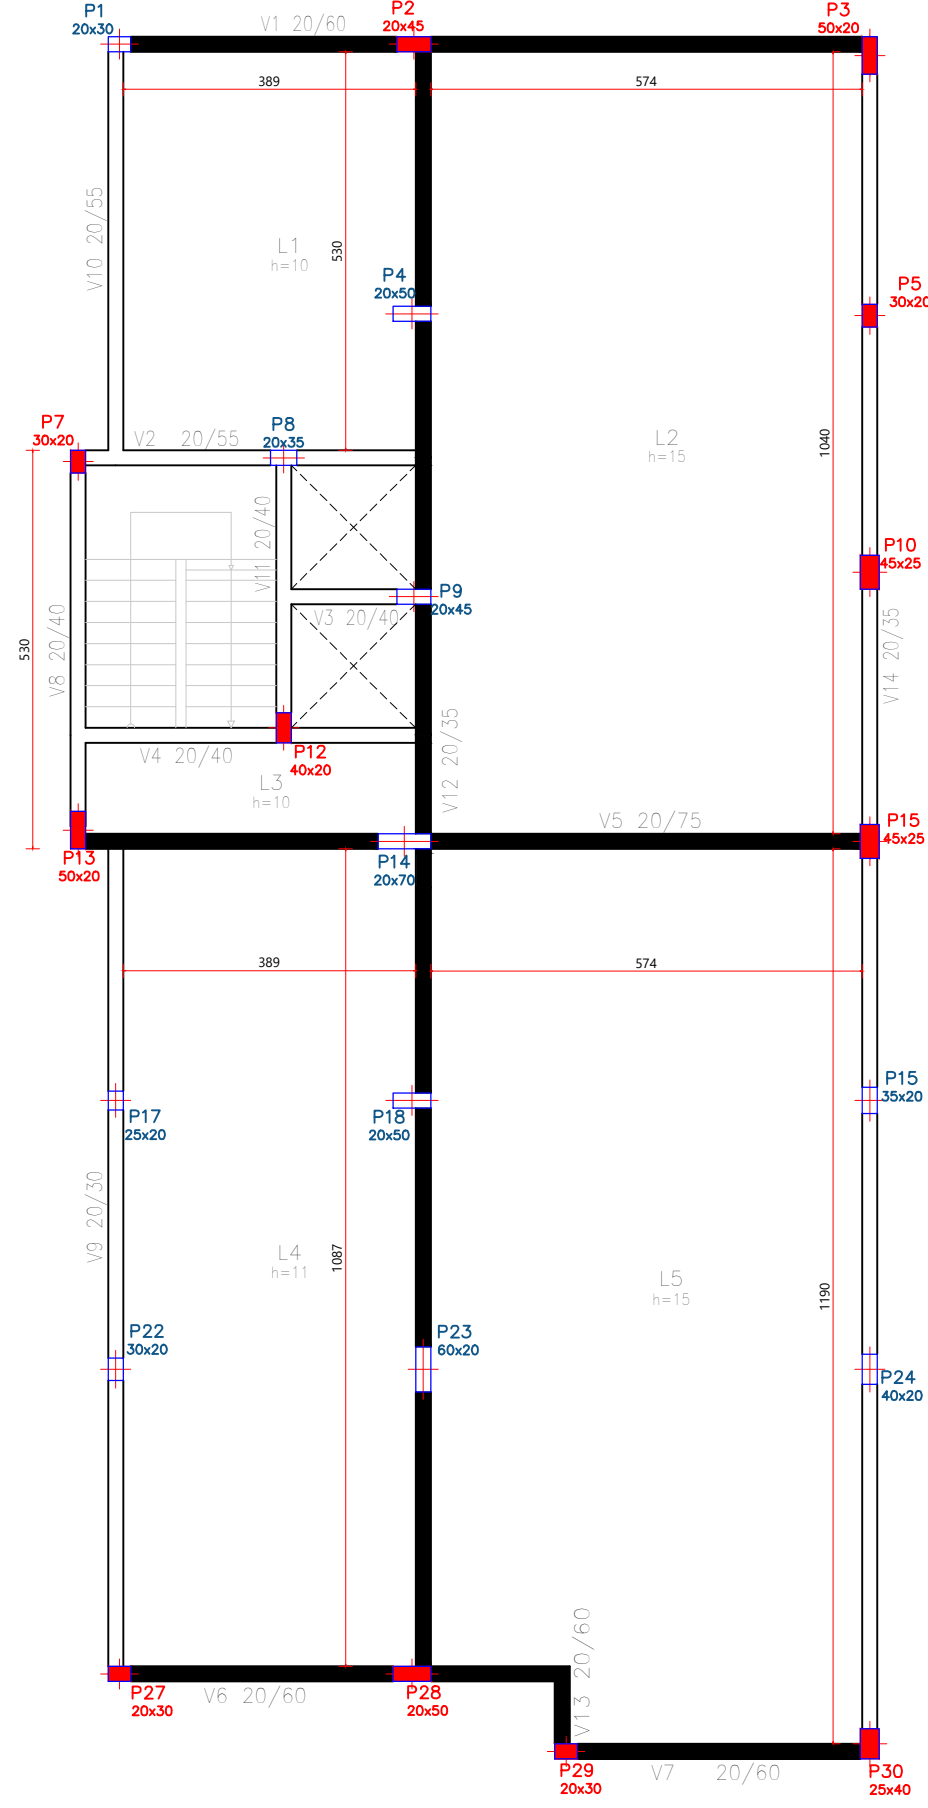 P1
20x30
V1 20/60
P2
20x45
P3
50x20
389
574
V10 20/55
L1
h=10
530
P4
20x50
P5
30x20
P7
30x20
V2 20/55
P8
20x35
L2
h=15
1040
V11 20/40
P10
45x25
P9
20x45
V3 20/40
530
V8 20/40
V14 20/35
P12
40x20
V4 20/40
L3
h=10
V12 20/35
V5 20/75
P15
45x25
P13
50x20
P14
20x70
389
574
P17
25x20
P18
20x50
P15
35x20
V9 20/30
L4
h=11
1087
L5
h=15
1190
P22
30x20
P23
60x20
P24
40x20
P27
20x30
V6 20/60
P28
20x50
V13 20/60
P29
20x30
V7 20/60
P30
25x40